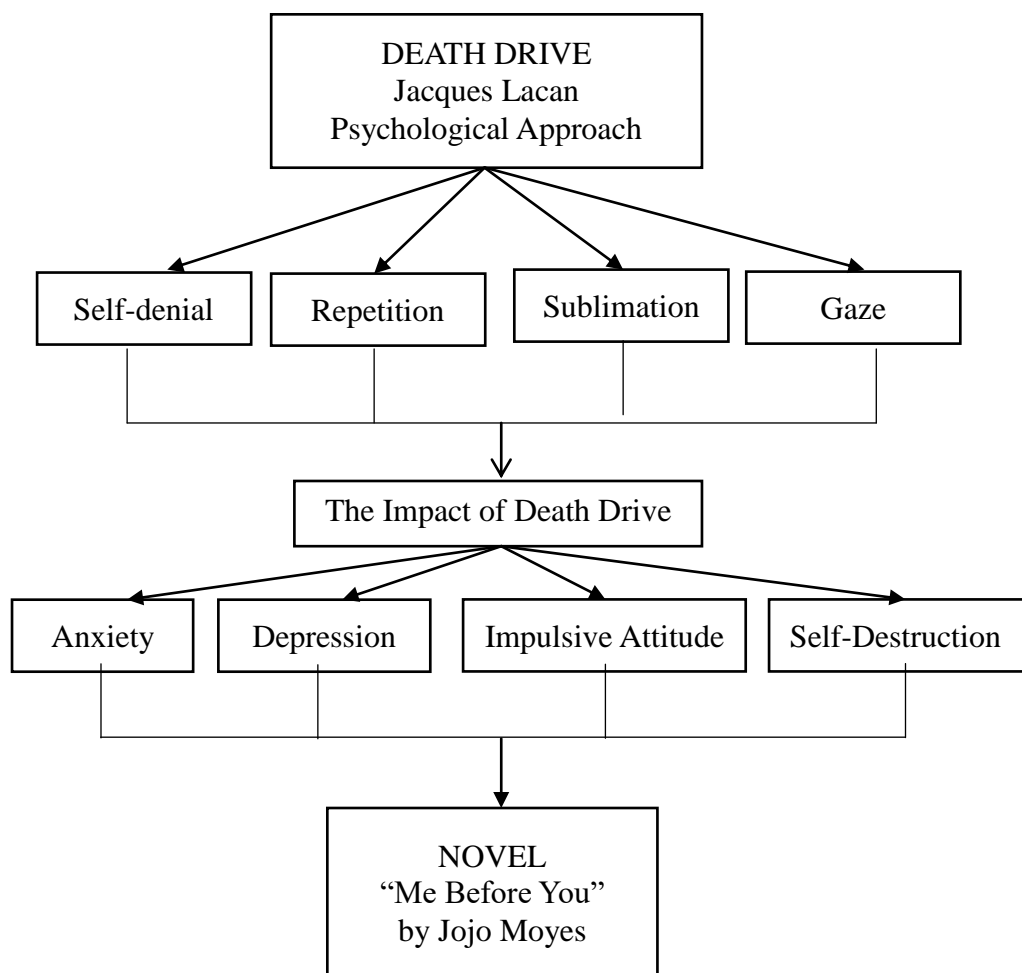 DEATH DRIVE
Jacques Lacan
Psychological Approach
Self-denial
Repetition
Sublimation
Gaze
The Impact of Death Drive
Anxiety
Depression
Impulsive Attitude
Self-Destruction
NOVEL
“Me Before You”
by Jojo Moyes